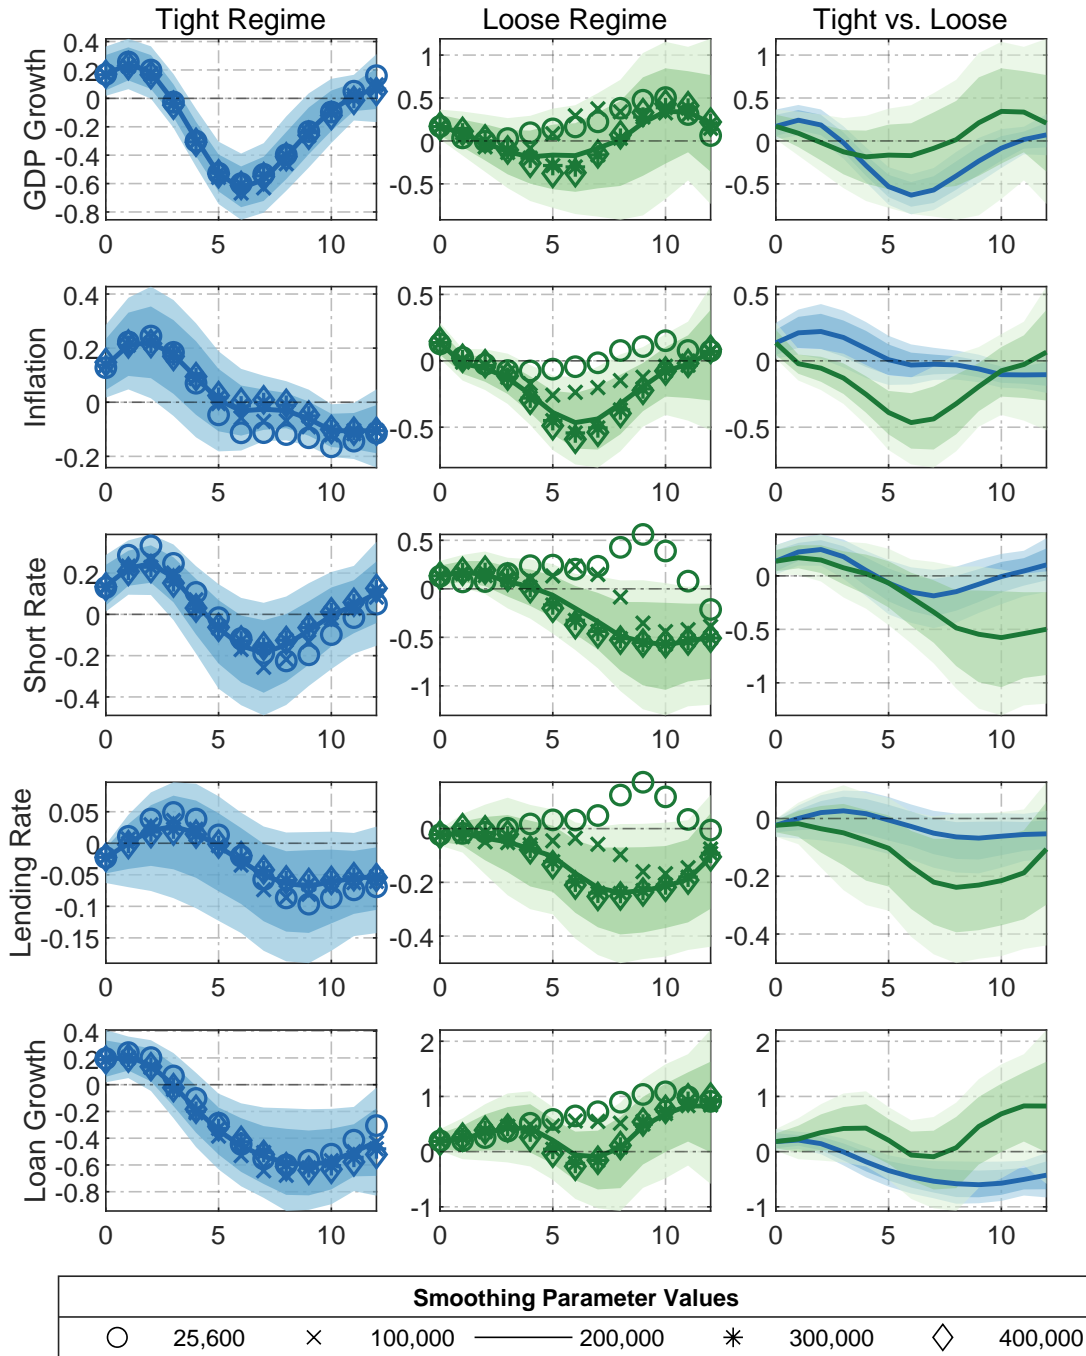 Tight Regime Loose Regime Tight vs. Loose
GDP Growth
0.4
0.2
0
-0.2
-0.4
-0.6
-0.8
0 5 10
1
0.5
0
-0.5
0 5 10
1
0.5
0
-0.5
0 5 10
Inflation
0.4
0.2
0
-0.2
0 5 10
0.5
0
-0.5
0 5 10
0.5
0
-0.5
0 5 10
Short Rate
0.2
0
-0.2
-0.4
0 5 10
0.5
0
-0.5
-1
0 5 10
0
-0.5
-1
0 5 10
Lending Rate
0.05
0
-0.05
-0.1
-0.15
0 5 10
0
-0.2
-0.4
0 5 10
0
-0.2
-0.4
0 5 10
Loan Growth
0.4
0.2
0
-0.2
-0.4
-0.6
-0.8
0 5 10
2
1
0
-1
0 5 10
2
1
0
-1
0 5 10
Smoothing Parameter Values
25,600 100,000 200,000 300,000 400,000